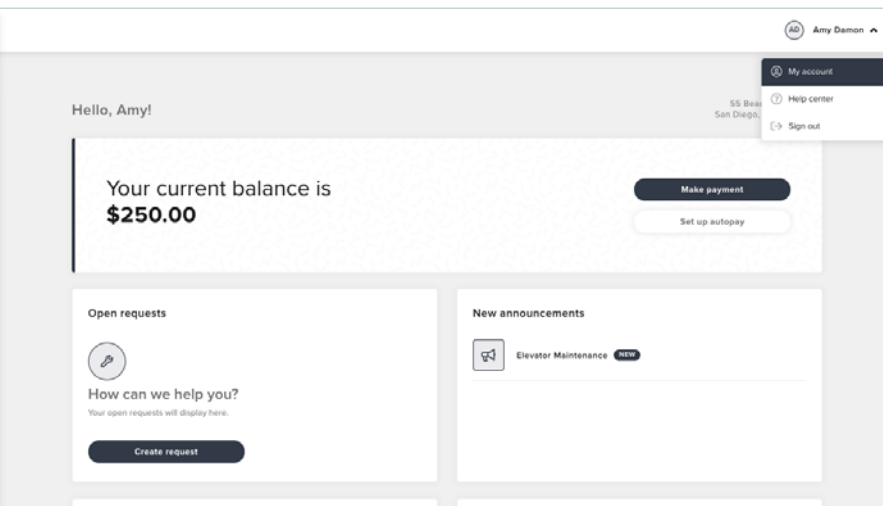 AD Amy Damon
My account
Help center
Sign out
Hello, Amy!
55
San Diego,
Your current balance is
$250.00
Make payment
Set up autopay
Open requests
How can we help you?
Your open requests will display here.
Create request
New announcements
Elevator Maintenance NEW